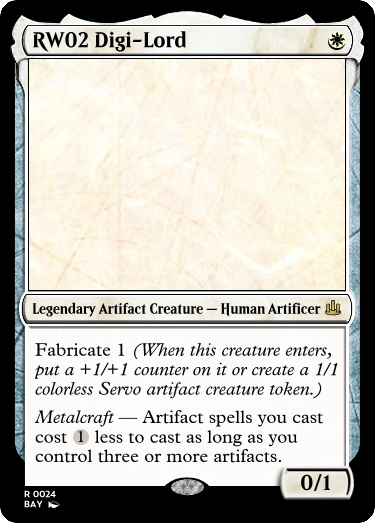 RW02 Digi-Lord
Legendary Artifact Creature — Human Artificer
Fabricate 1 (When this creature enters,
put a +1/+1 counter on it or create a 1/1
colorless Servo artifact creature token.)
Metalcraft — Artifact spells you cast
cost 1 less to cast as long as you
control three or more artifacts.
0/1
R 0024
BAY